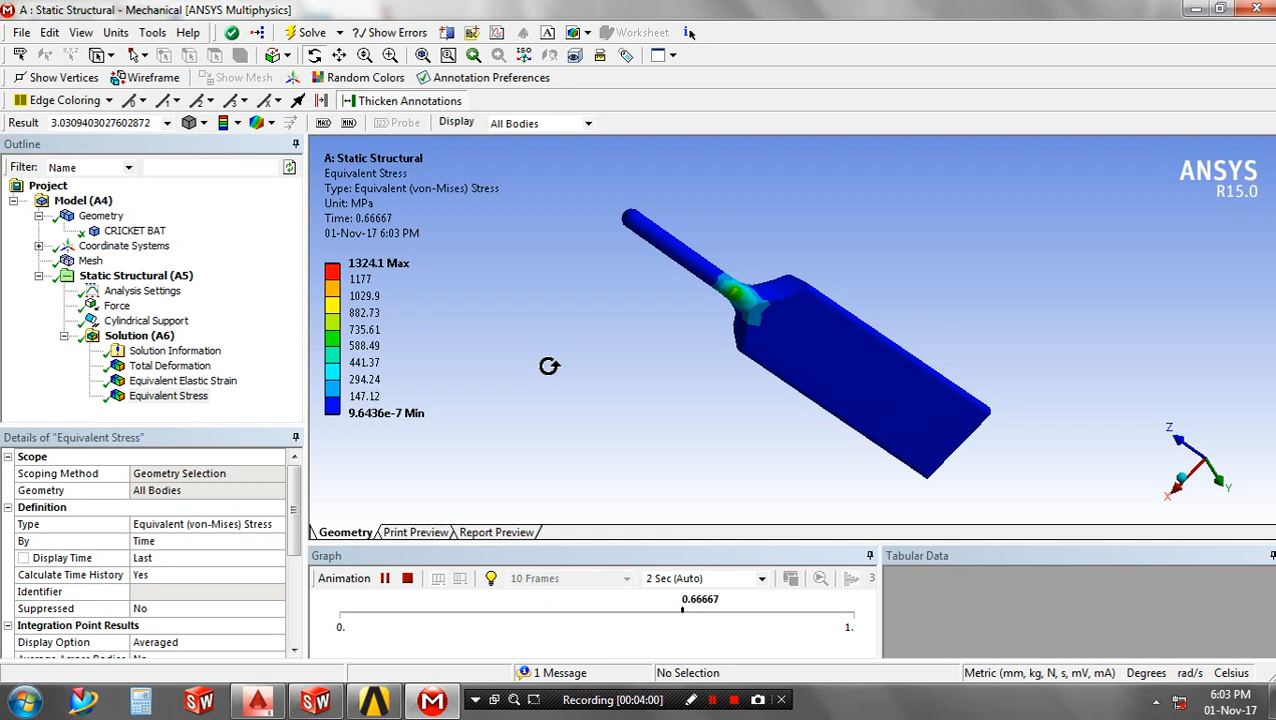 A : Static Structural - Mechanical [ANSYS Multiphysics]
File Edit View Units Tools Help Solve ?/ Show Errors Worksheet
Show Vertices Wireframe Show Mesh Random Colors Annotation Preferences
Edge Coloring Thicken Annotations
Result 3.0309403027602872 MAX MIN Probe Display All Bodies
Outline
Filter: Name
Project
Model (A4)
Geometry
CRICKET BAT
Coordinate Systems
Mesh
Static Structural (A5)
Analysis Settings
Force
Cylindrical Support
Solution (A6)
Solution Information
Total Deformation
Equivalent Elastic Strain
Equivalent Stress
Details of "Equivalent Stress"
Scope
Scoping Method Geometry Selection
Geometry All Bodies
Definition
Type Equivalent (von-Mises) Stress
By Time
Display Time Last
Calculate Time History Yes
Identifier
Suppressed No
Integration Point Results
Display Option Averaged
A: Static Structural
Equivalent Stress
Type: Equivalent (von-Mises) Stress
Unit: MPa
Time: 0.66667
01-Nov-17 6:03 PM
1324.1 Max
1177
1029.9
882.73
735.61
588.49
441.37
294.24
147.12
9.6436e-7 Min
ANSYS
R15.0
Z
X
Y
Geometry Print Preview Report Preview
Graph
Animation 10 Frames 2 Sec (Auto) 3
0.66667
0. 1.
Tabular Data
1 Message No Selection Metric (mm, kg, N, s, mV, mA) Degrees rad/s Celsius
Recording [00:04:00]
6:03 PM
01-Nov-17